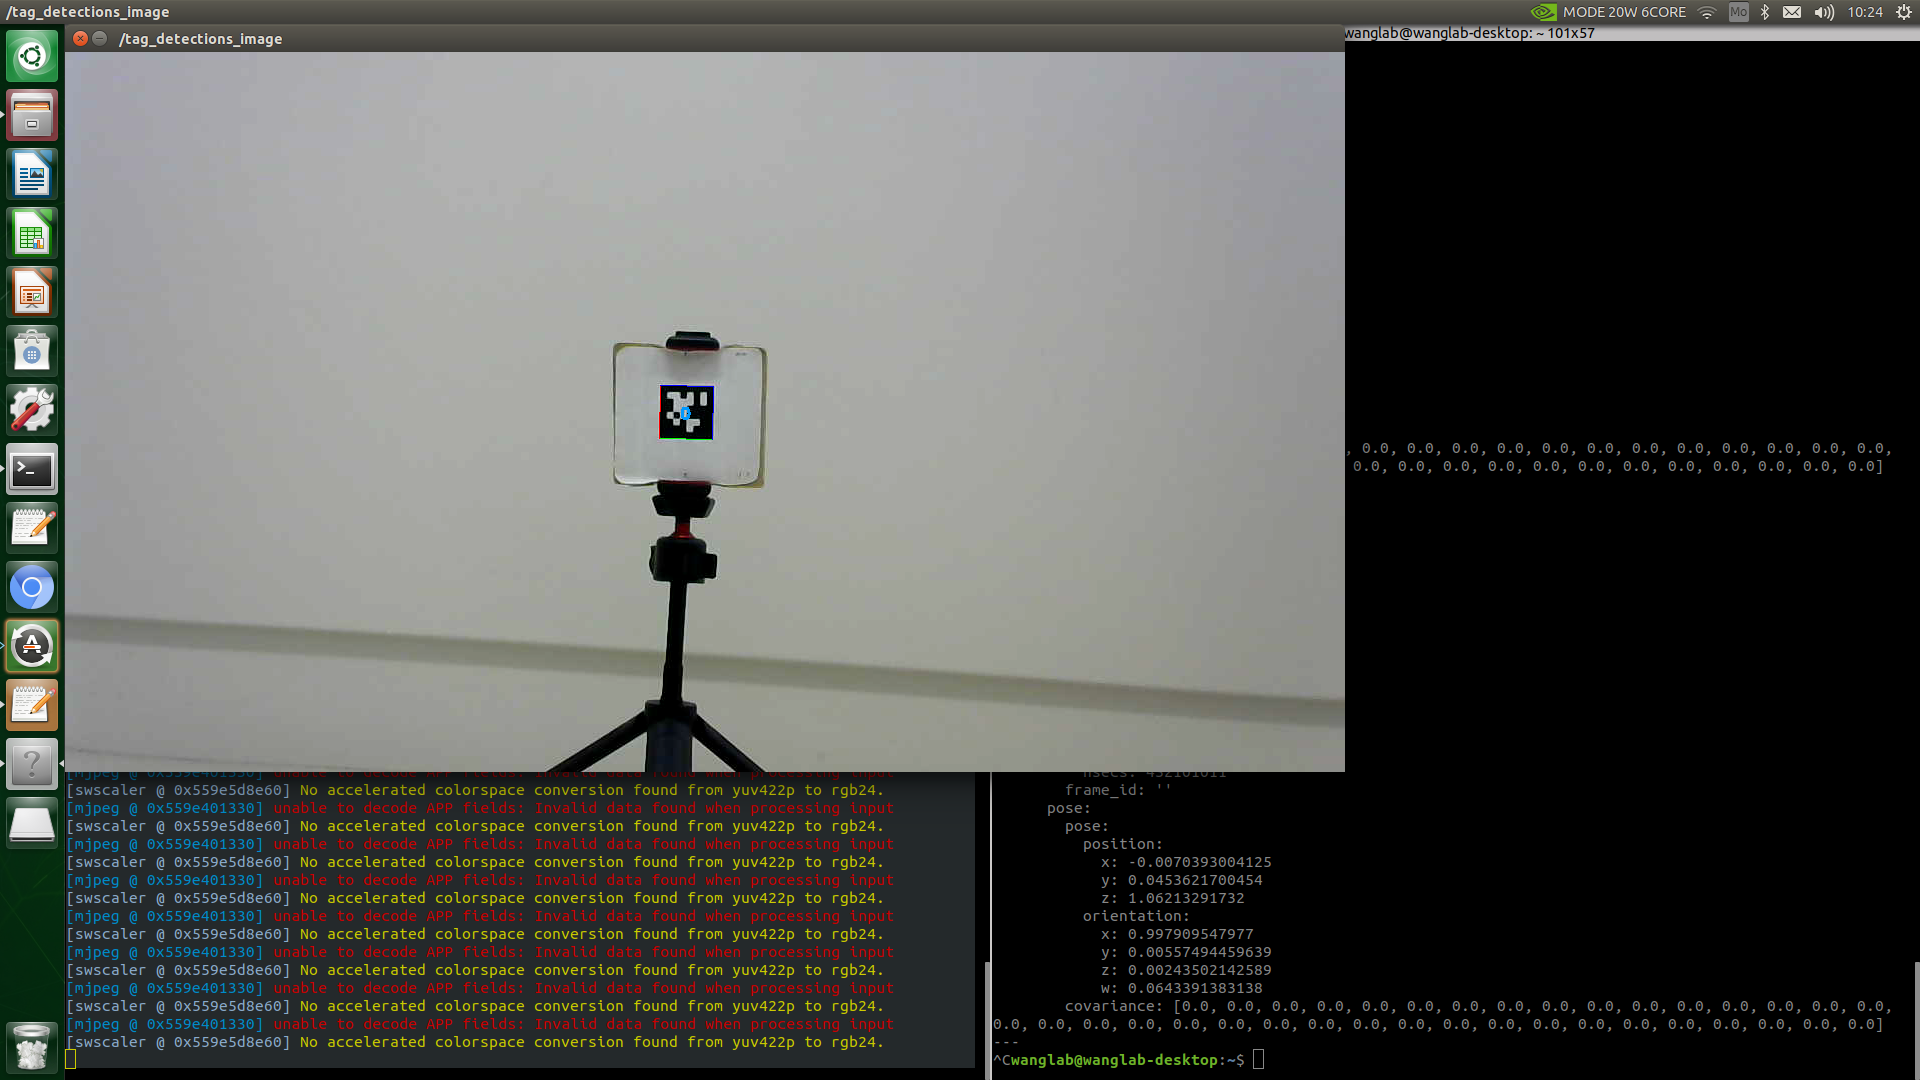 /tag_detections_image
MODE 20W 6CORE
Mo
10:24
/tag_detections_image
wanglab@wanglab-desktop: ~ 101x57
, 0.0, 0.0, 0.0, 0.0, 0.0, 0.0, 0.0, 0.0, 0.0, 0.0, 0.0, 0.0,
0.0, 0.0, 0.0, 0.0, 0.0, 0.0, 0.0, 0.0, 0.0, 0.0, 0.0, 0.0]
[mjpeg @ 0x559e401330] unable to decode APP fields: Invalid data found when processing input
[swscaler @ 0x559e5d8e60] No accelerated colorspace conversion found from yuv422p to rgb24.
[mjpeg @ 0x559e401330] unable to decode APP fields: Invalid data found when processing input
[swscaler @ 0x559e5d8e60] No accelerated colorspace conversion found from yuv422p to rgb24.
[mjpeg @ 0x559e401330] unable to decode APP fields: Invalid data found when processing input
[swscaler @ 0x559e5d8e60] No accelerated colorspace conversion found from yuv422p to rgb24.
[mjpeg @ 0x559e401330] unable to decode APP fields: Invalid data found when processing input
[swscaler @ 0x559e5d8e60] No accelerated colorspace conversion found from yuv422p to rgb24.
[mjpeg @ 0x559e401330] unable to decode APP fields: Invalid data found when processing input
[swscaler @ 0x559e5d8e60] No accelerated colorspace conversion found from yuv422p to rgb24.
[mjpeg @ 0x559e401330] unable to decode APP fields: Invalid data found when processing input
[swscaler @ 0x559e5d8e60] No accelerated colorspace conversion found from yuv422p to rgb24.
[mjpeg @ 0x559e401330] unable to decode APP fields: Invalid data found when processing input
[swscaler @ 0x559e5d8e60] No accelerated colorspace conversion found from yuv422p to rgb24.
[mjpeg @ 0x559e401330] unable to decode APP fields: Invalid data found when processing input
[swscaler @ 0x559e5d8e60] No accelerated colorspace conversion found from yuv422p to rgb24.
nsecs: 452101011
frame_id: ''
pose:
pose:
position:
x: -0.0070393004125
y: 0.0453621700454
z: 1.06213291732
orientation:
x: 0.997909547977
y: 0.00557494459639
z: 0.00243502142589
w: 0.0643391383138
covariance: [0.0, 0.0, 0.0, 0.0, 0.0, 0.0, 0.0, 0.0, 0.0, 0.0, 0.0, 0.0, 0.0, 0.0, 0.0, 0.0,
0.0, 0.0, 0.0, 0.0, 0.0, 0.0, 0.0, 0.0, 0.0, 0.0, 0.0, 0.0, 0.0, 0.0, 0.0, 0.0, 0.0, 0.0, 0.0, 0.0]
---
^Cwanglab@wanglab-desktop:~$